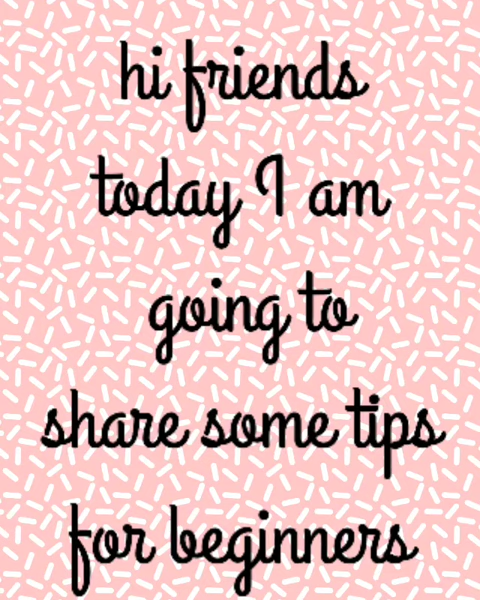 hi friends
today I am
going to
share some tips
for beginners